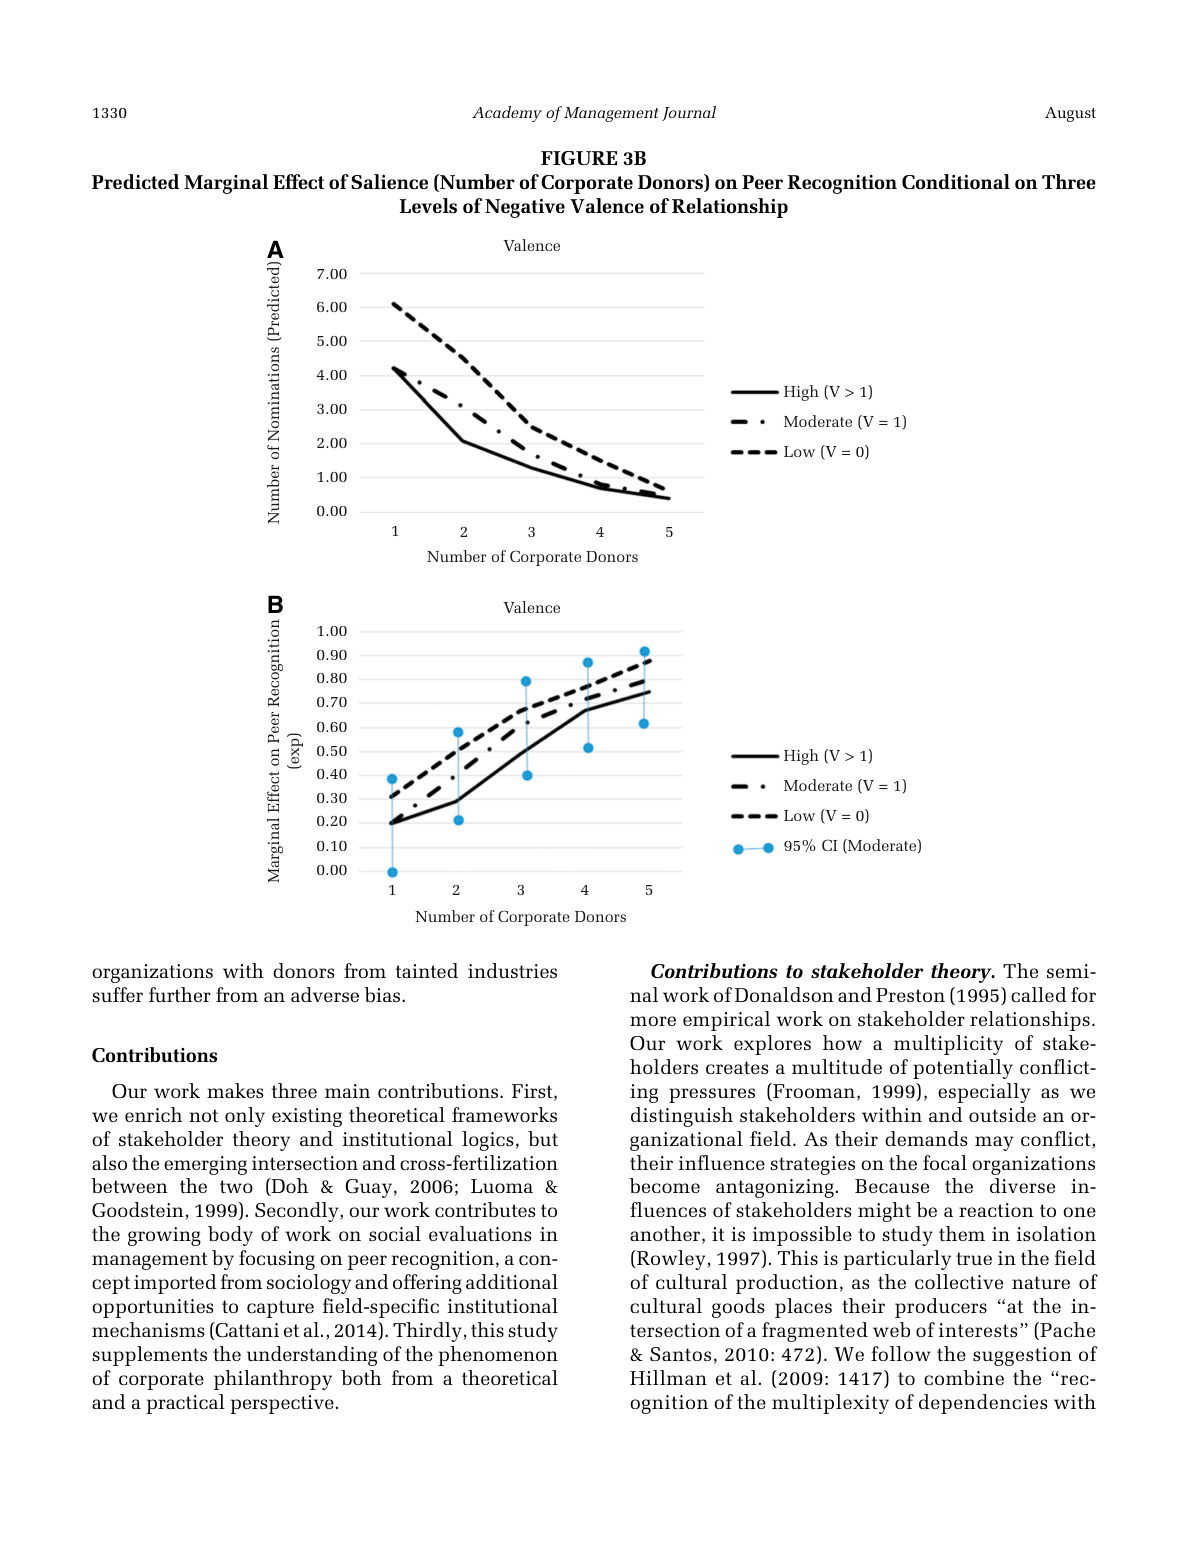 1330
Academy of Management Journal
August
FIGURE 3B
Predicted Marginal Effect of Salience (Number of Corporate Donors) on Peer Recognition Conditional on Three
Levels of Negative Valence of Relationship
A
Valence
Number of Nominations (Predicted)
7.00
6.00
5.00
4.00
3.00
2.00
1.00
0.00
1 2 3 4 5
Number of Corporate Donors
High (V > 1)
Moderate (V = 1)
Low (V = 0)
B
Valence
Marginal Effect on Peer Recognition
(exp)
1.00
0.90
0.80
0.70
0.60
0.50
0.40
0.30
0.20
0.10
0.00
1 2 3 4 5
Number of Corporate Donors
High (V > 1)
Moderate (V = 1)
Low (V = 0)
95% CI (Moderate)
organizations with donors from tainted industries
suffer further from an adverse bias.
Contributions
Our work makes three main contributions. First,
we enrich not only existing theoretical frameworks
of stakeholder theory and institutional logics, but
also the emerging intersection and cross-fertilization
between the two (Doh & Guay, 2006; Luoma &
Goodstein, 1999). Secondly, our work contributes to
the growing body of work on social evaluations in
management by focusing on peer recognition, a con-
cept imported from sociology and offering additional
opportunities to capture field-specific institutional
mechanisms (Cattani et al., 2014). Thirdly, this study
supplements the understanding of the phenomenon
of corporate philanthropy both from a theoretical
and a practical perspective.
Contributions to stakeholder theory. The semi-
nal work of Donaldson and Preston (1995) called for
more empirical work on stakeholder relationships.
Our work explores how a multiplicity of stake-
holders creates a multitude of potentially conflict-
ing pressures (Frooman, 1999), especially as we
distinguish stakeholders within and outside an or-
ganizational field. As their demands may conflict,
their influence strategies on the focal organizations
become antagonizing. Because the diverse in-
fluences of stakeholders might be a reaction to one
another, it is impossible to study them in isolation
(Rowley, 1997). This is particularly true in the field
of cultural production, as the collective nature of
cultural goods places their producers “at the in-
tersection of a fragmented web of interests” (Pache
& Santos, 2010: 472). We follow the suggestion of
Hillman et al. (2009: 1417) to combine the “rec-
ognition of the multiplexity of dependencies with